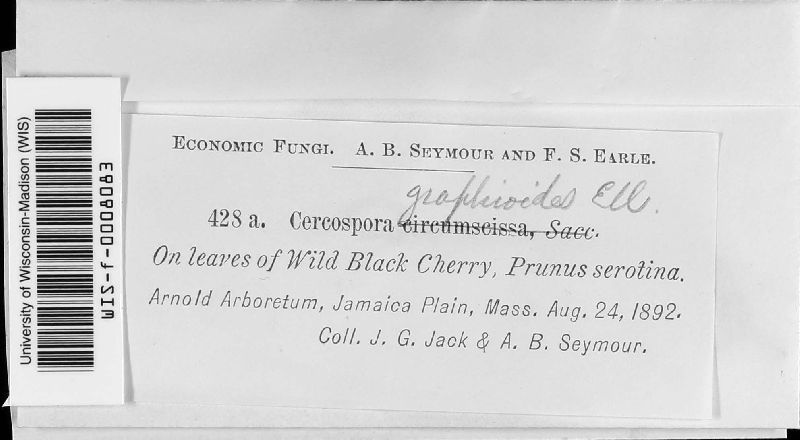 University of Wisconsin-Madison (WIS)
WIS-f-0008093
ECONOMIC FUNGI. A. B. SEYMOUR AND F. S. EARLE.
graphioides Ell.
428 a. Cercospora circumscissa, Sacc.
On leaves of Wild Black Cherry, Prunus serotina.
Arnold Arboretum, Jamaica Plain, Mass. Aug. 24, 1892.
Coll. J. G. Jack & A. B. Seymour.